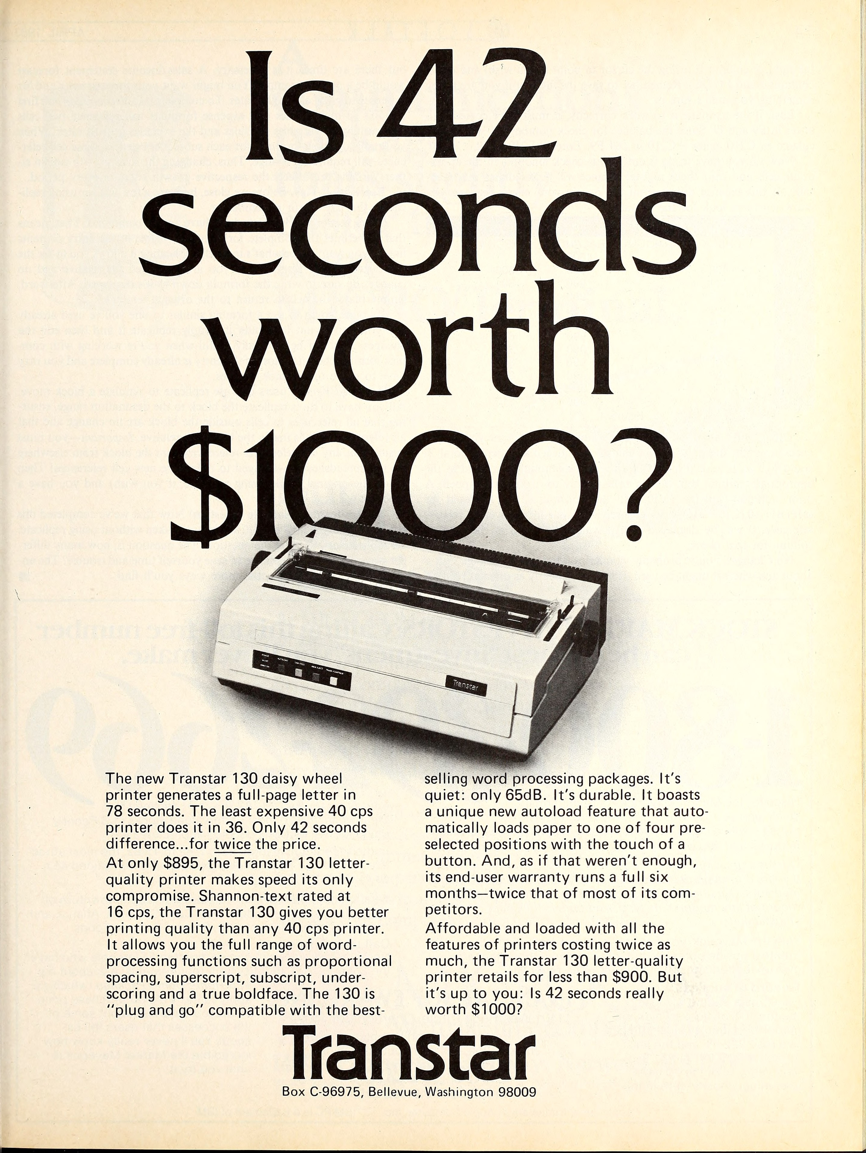 Is 42
seconds
worth
$1000?
Transtar
The new Transtar 130 daisy wheel
printer generates a full-page letter in
78 seconds. The least expensive 40 cps
printer does it in 36. Only 42 seconds
difference...for twice the price.
At only $895, the Transtar 130 letter-
quality printer makes speed its only
compromise. Shannon-text rated at
16 cps, the Transtar 130 gives you better
printing quality than any 40 cps printer.
It allows you the full range of word-
processing functions such as proportional
spacing, superscript, subscript, under-
scoring and a true boldface. The 130 is
“plug and go” compatible with the best-
selling word processing packages. It’s
quiet: only 65dB. It’s durable. It boasts
a unique new autoload feature that auto-
matically loads paper to one of four pre-
selected positions with the touch of a
button. And, as if that weren’t enough,
its end-user warranty runs a full six
months—twice that of most of its com-
petitors.
Affordable and loaded with all the
features of printers costing twice as
much, the Transtar 130 letter-quality
printer retails for less than $900. But
it’s up to you: Is 42 seconds really
worth $1000?
Transtar
Box C-96975, Bellevue, Washington 98009